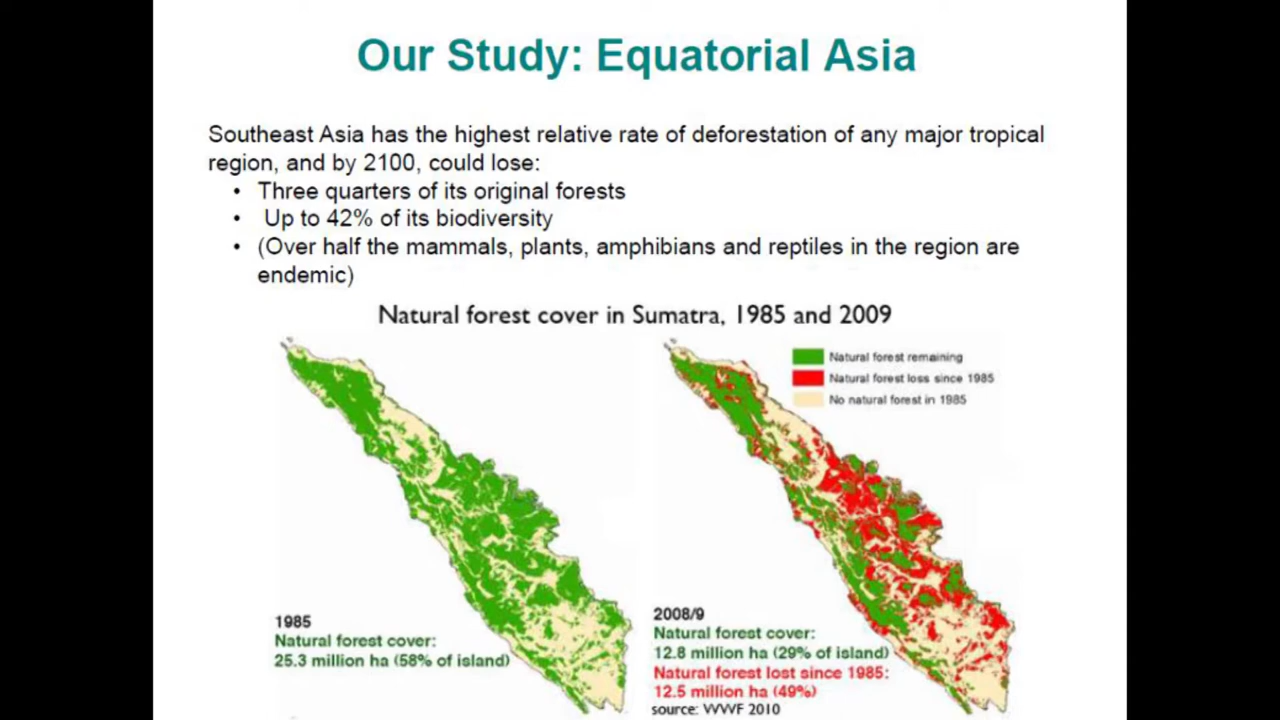 Our Study: Equatorial Asia
Southeast Asia has the highest relative rate of deforestation of any major tropical
region, and by 2100, could lose:
• Three quarters of its original forests
• Up to 42% of its biodiversity
• (Over half the mammals, plants, amphibians and reptiles in the region are
endemic)
Natural forest cover in Sumatra, 1985 and 2009
Natural forest remaining
Natural forest loss since 1985
No natural forest in 1985
1985
Natural forest cover:
25.3 million ha (58% of island)
2008/9
Natural forest cover:
12.8 million ha (29% of island)
Natural forest lost since 1985:
12.5 million ha (49%)
source: WWF 2010